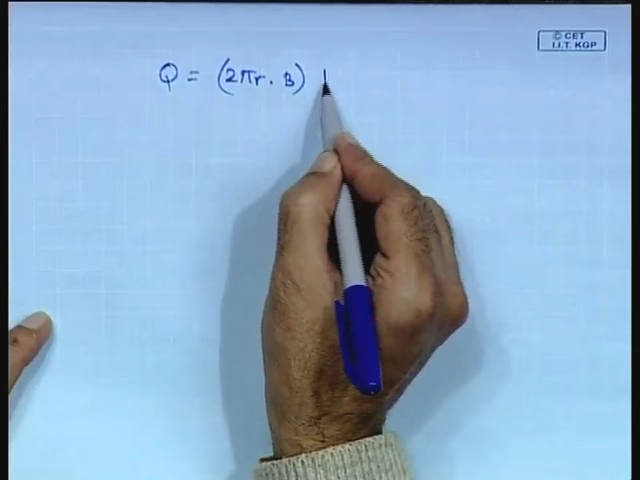 © CET
I.I.T. KGP
Q = (2πr . B)